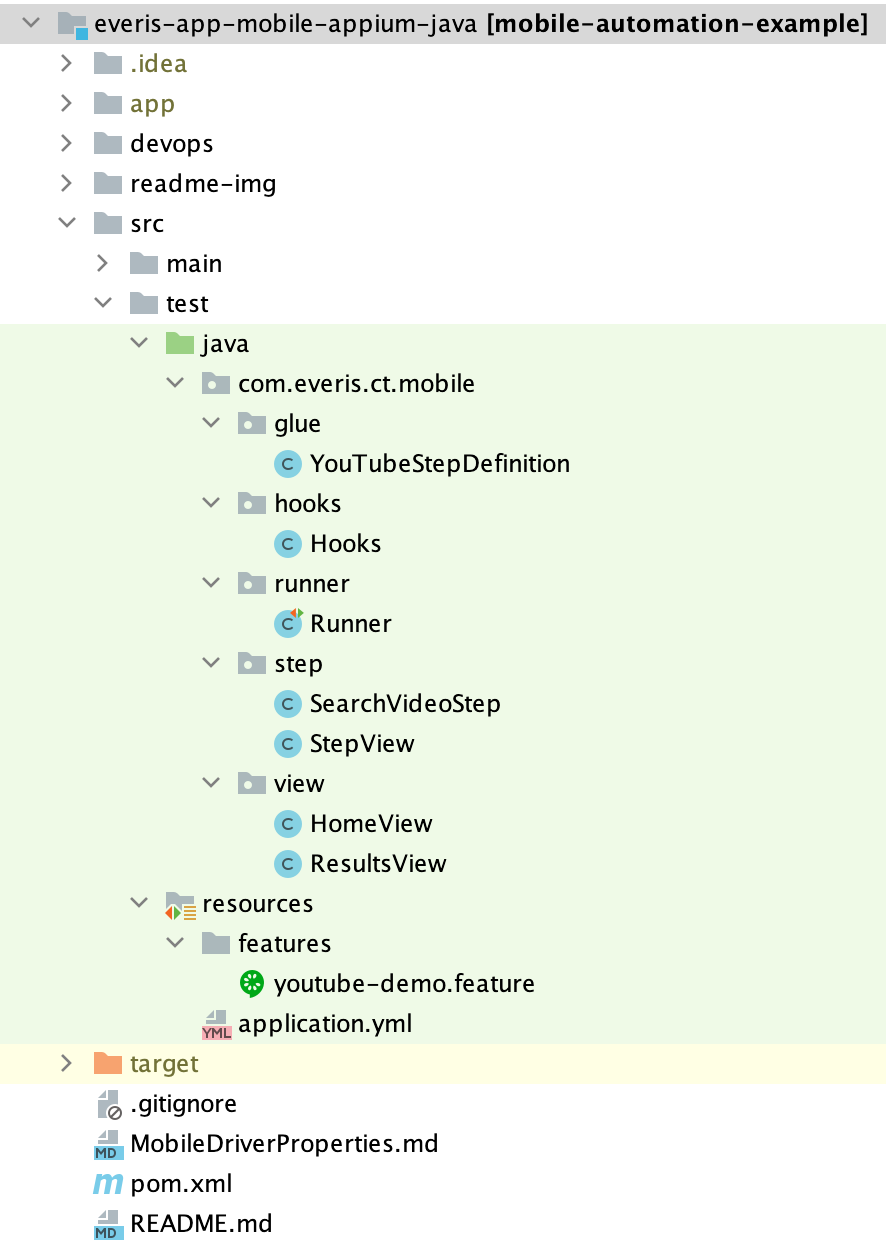 everis-app-mobile-appium-java [mobile-automation-example]
.idea
app
devops
readme-img
src
main
test
java
com.everis.ct.mobile
glue
C YouTubeStepDefinition
hooks
C Hooks
runner
C Runner
step
C SearchVideoStep
C StepView
view
C HomeView
C ResultsView
resources
features
youtube-demo.feature
YML application.yml
target
.gitignore
MD MobileDriverProperties.md
m pom.xml
MD README.md